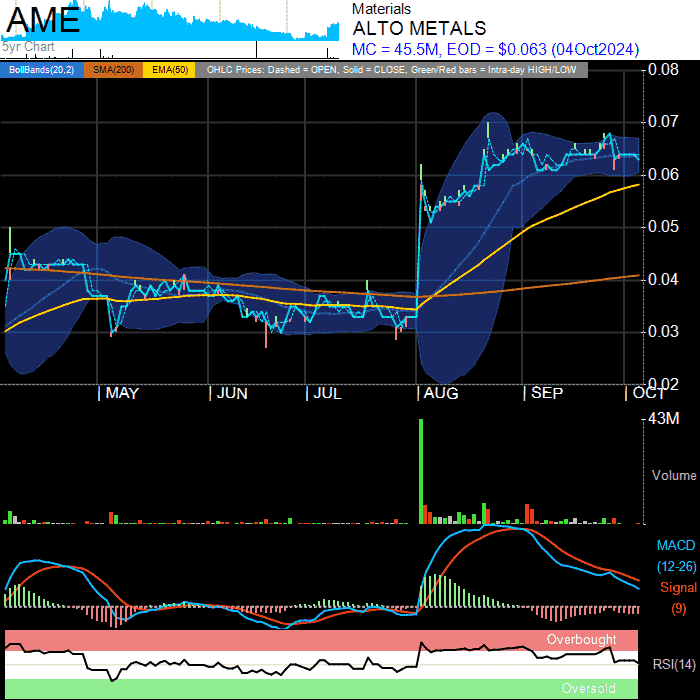 AME
5yr Chart
Materials
ALTO METALS
MC = 45.5M, EOD = $0.063 (04Oct2024)
BollBands(20,2) SMA(200) EMA(50) OHLC Prices: Dashed = OPEN, Solid = CLOSE, Green/Red bars = Intra-day HIGH/LOW
0.08
0.07
0.06
0.05
0.04
0.03
0.02
MAY JUN JUL AUG SEP OCT
43M
Volume
MACD
(12-26)
Signal
(9)
Overbought
RSI(14)
Oversold